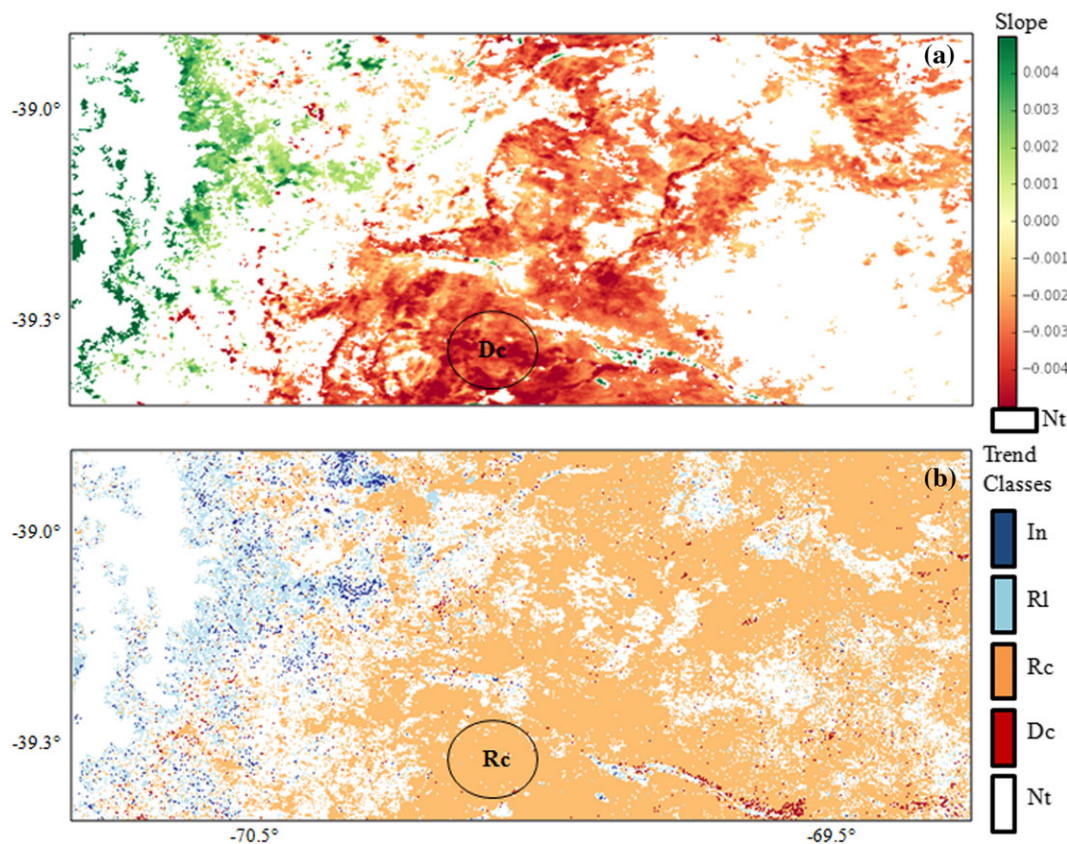 Slope
(a)
0.004
0.003
0.002
0.001
0.000
-0.001
-0.002
-0.003
-0.004
Nt
-39.0°
-39.3°
Dc
Trend
Classes
(b)
In
Rl
Rc
Dc
Nt
-39.0°
-39.3°
Rc
-70.5°
-69.5°